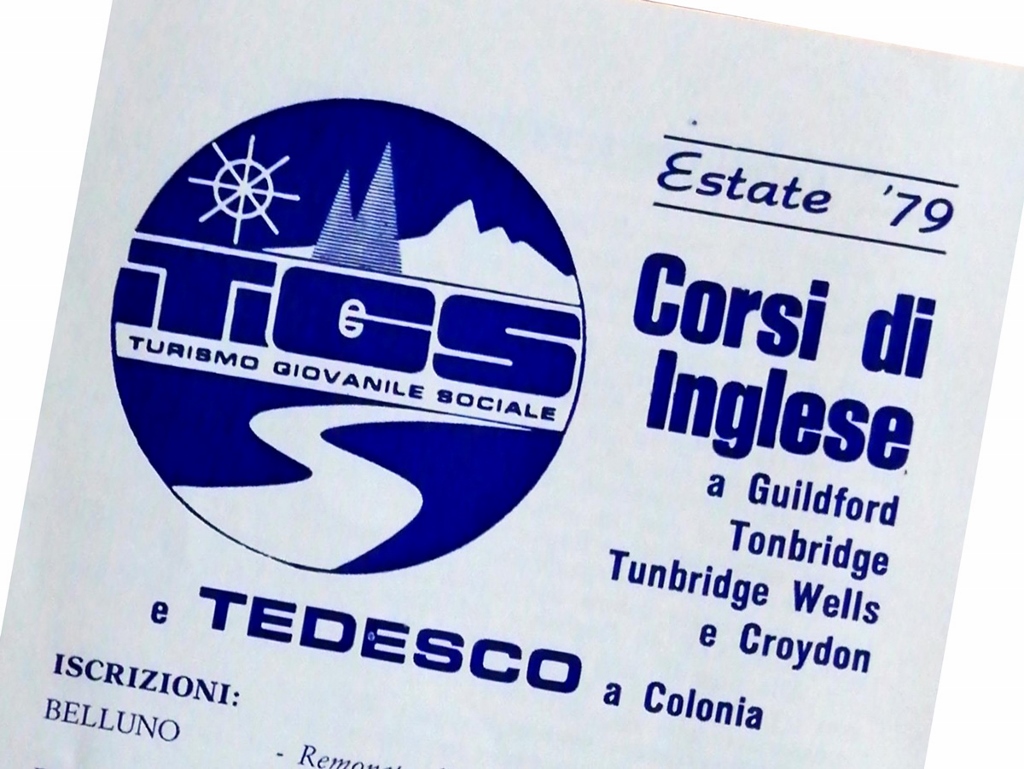 Estate '79
TGS
TURISMO GIOVANILE SOCIALE
Corsi di
Inglese
a Guildford
Tonbridge
Tunbridge Wells
e Croydon
e TEDESCO a Colonia
ISCRIZIONI:
BELLUNO
-